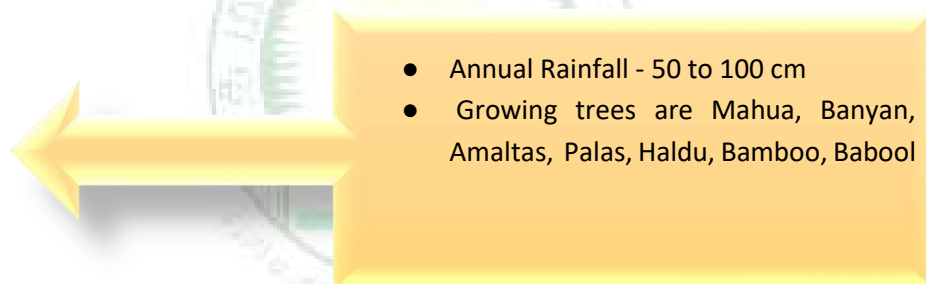 ● Annual Rainfall - 50 to 100 cm
● Growing trees are Mahua, Banyan,
Amaltas, Palas, Haldu, Bamboo, Babool